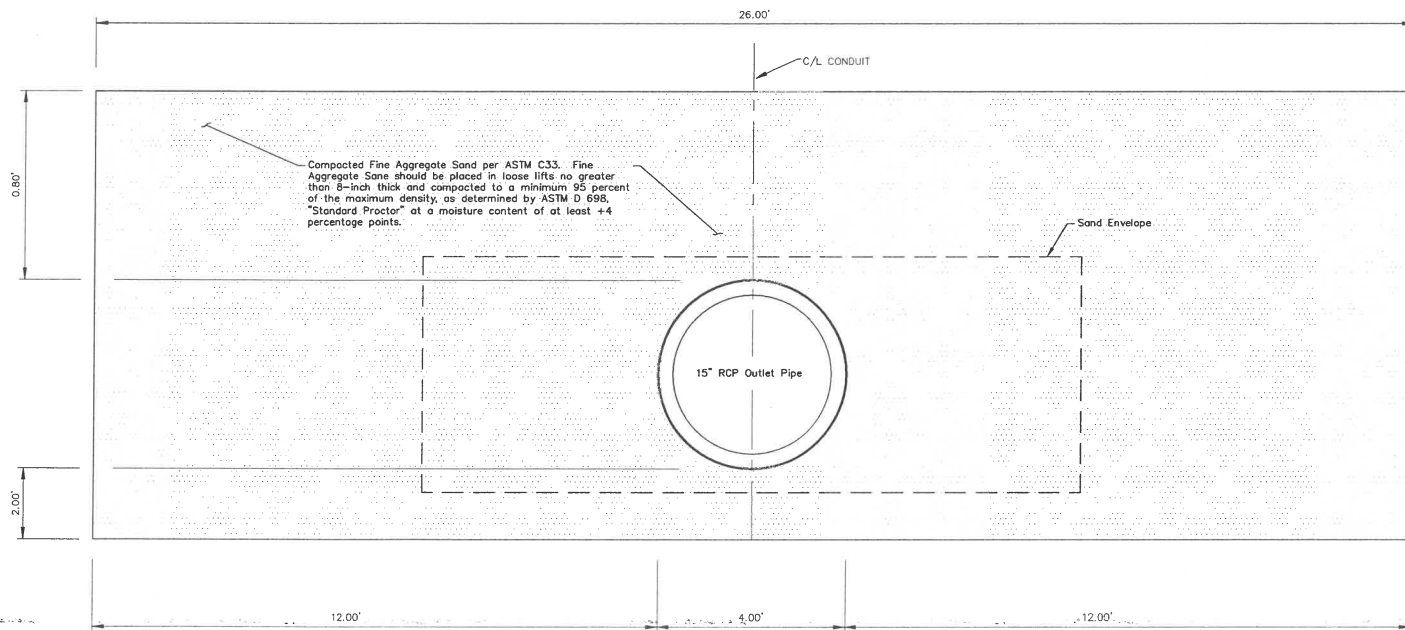 26.00'
C/L CONDUIT
0.80'
Compacted Fine Aggregate Sand per ASTM C33. Fine
Aggregate Sane should be placed in loose lifts no greater
than 8-inch thick and compacted to a minimum 95 percent
of the maximum density, as determined by ASTM D 698,
"Standard Proctor" at a moisture content of at least +4
percentage points.
Sand Envelope
15" RCP Outlet Pipe
2.00'
12.00'
4.00'
12.00'